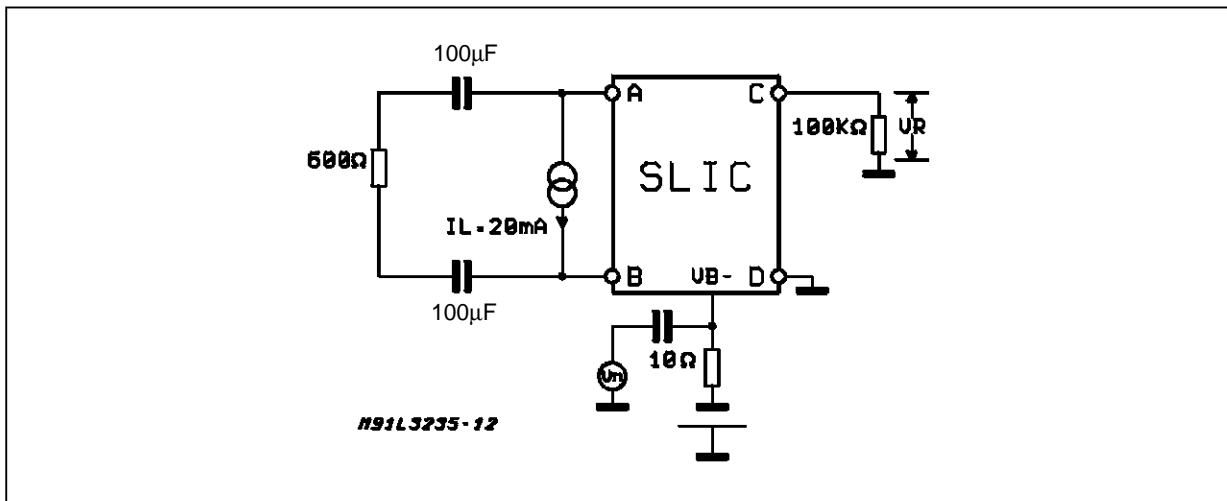 100μF
A
C
100KΩ
VR
600Ω
SLIC
IL=20mA
B
VB-
D
100μF
10Ω
Vn
M91L3235-12